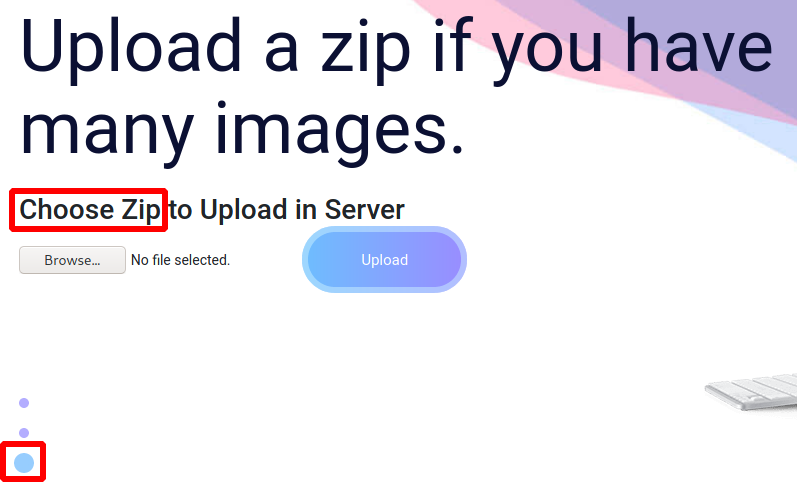 Upload a zip if you have
many images.
Choose Zip to Upload in Server
Browse... No file selected.
Upload